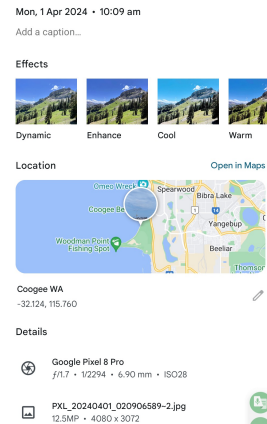 Mon, 1 Apr 2024 • 10:09 am
Add a caption...
Effects
Dynamic
Enhance
Cool
Warm
Location
Open in Maps
Omeo Wreck
Spearwood
Bibra Lake
Coogee Be
1
Yangebup
Woodman Point
Fishing Spot
Beeliar
Thomson
Coogee WA
-32.124, 115.760
Details
Google Pixel 8 Pro
ƒ/1.7 • 1/2294 • 6.90 mm • ISO28
PXL_20240401_020906589~2.jpg
12.5MP • 4080 x 3072